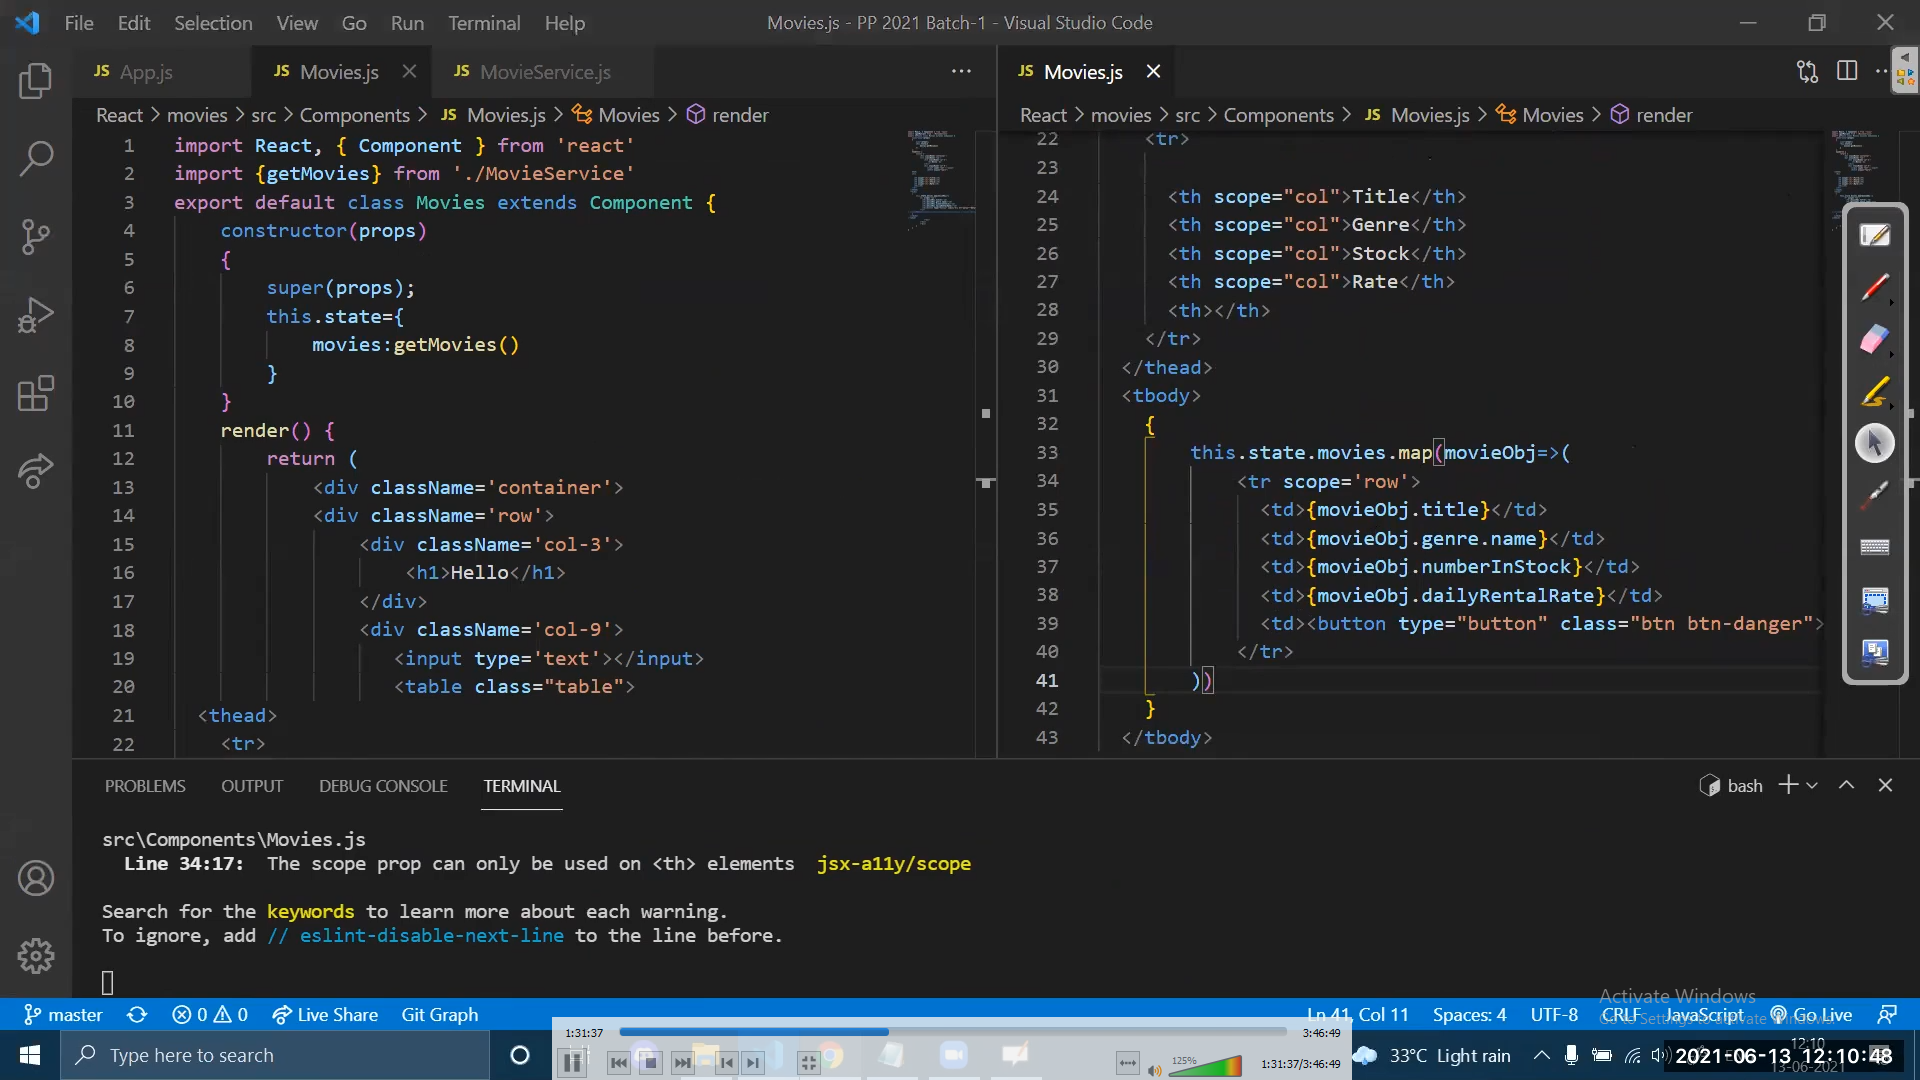 File Edit Selection View Go Run Terminal Help Movies.js - PP 2021 Batch-1 - Visual Studio Code
JS App.js JS Movies.js JS MovieService.js
React > movies > src > Components > JS Movies.js > Movies > render
1 import React, { Component } from 'react'
2 import {getMovies} from './MovieService'
3 export default class Movies extends Component {
4 constructor(props)
5 {
6 super(props);
7 this.state={
8 movies:getMovies()
9 }
10 }
11 render() {
12 return (
13 <div className='container'>
14 <div className='row'>
15 <div className='col-3'>
16 <h1>Hello</h1>
17 </div>
18 <div className='col-9'>
19 <input type='text'></input>
20 <table class="table">
21 <thead>
22 <tr>
JS Movies.js
React > movies > src > Components > JS Movies.js > Movies > render
22 <tr>
23
24 <th scope="col">Title</th>
25 <th scope="col">Genre</th>
26 <th scope="col">Stock</th>
27 <th scope="col">Rate</th>
28 <th></th>
29 </tr>
30 </thead>
31 <tbody>
32 {
33 this.state.movies.map(movieObj=>(
34 <tr scope='row'>
35 <td>{movieObj.title}</td>
36 <td>{movieObj.genre.name}</td>
37 <td>{movieObj.numberInStock}</td>
38 <td>{movieObj.dailyRentalRate}</td>
39 <td><button type="button" class="btn btn-danger">
40 </tr>
41 ))
42 }
43 </tbody>
PROBLEMS OUTPUT DEBUG CONSOLE TERMINAL bash
src\Components\Movies.js
Line 34:17: The scope prop can only be used on <th> elements jsx-a11y/scope
Search for the keywords to learn more about each warning.
To ignore, add // eslint-disable-next-line to the line before.
Activate Windows
Go to Settings to activate Windows.
master 0 0 Live Share Git Graph Ln 41, Col 11 Spaces: 4 UTF-8 CRLF JavaScript Go Live
1:31:37 3:46:49
Type here to search 125% 1:31:37/3:46:49 33°C Light rain 12:10
13-06-2021
2021-06-13 12:10:48